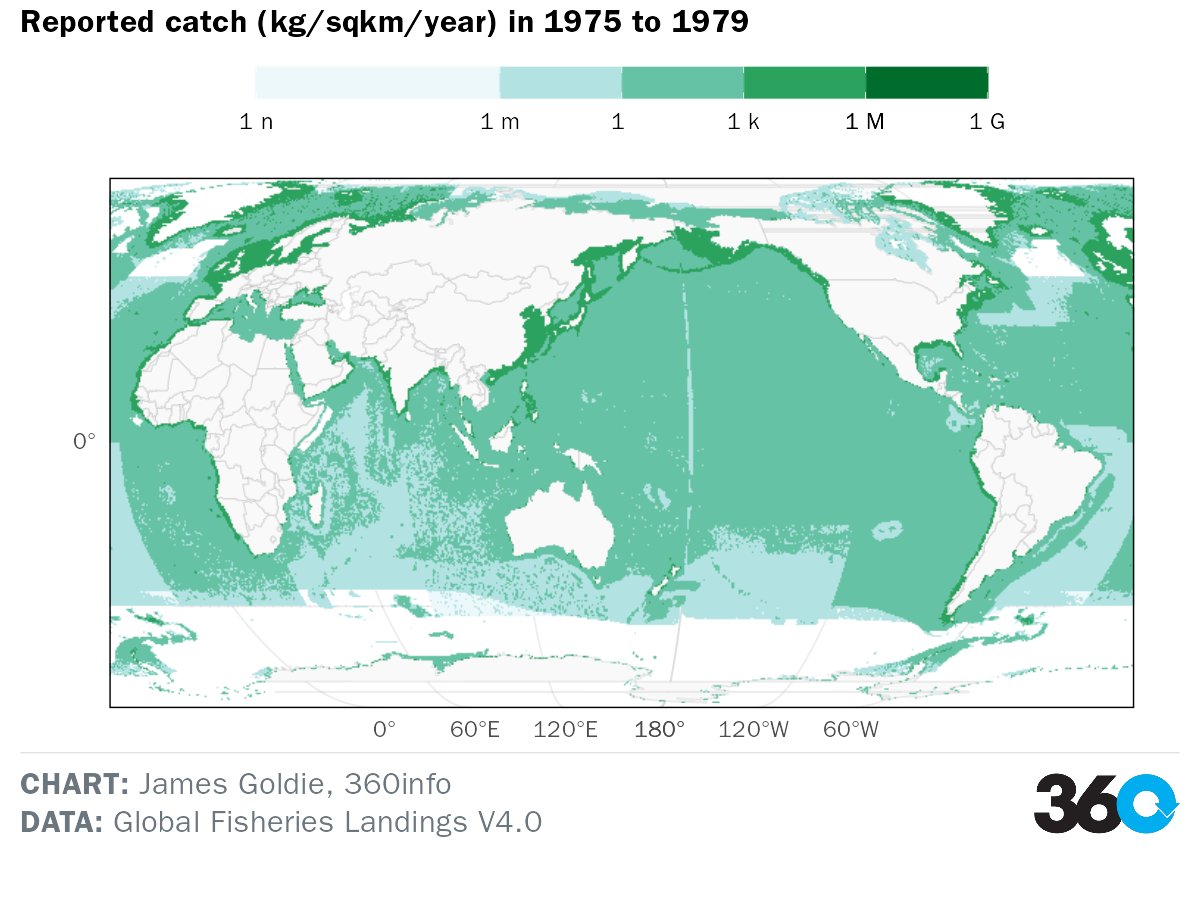 Reported catch (kg/sqkm/year) in 1975 to 1979
1 n 1 m 1 1 k 1 M 1 G
0°
0° 60°E 120°E 180° 120°W 60°W
CHART: James Goldie, 360info
DATA: Global Fisheries Landings V4.0
360